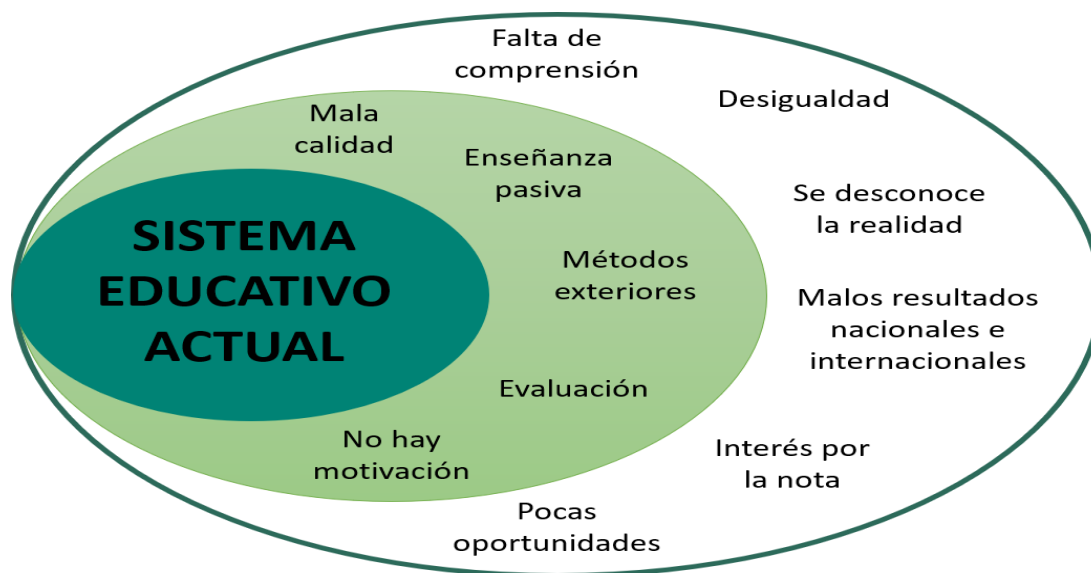 Falta de
comprensión
Desigualdad
Mala
calidad
Enseñanza
pasiva
Se desconoce
la realidad
SISTEMA
EDUCATIVO
ACTUAL
Métodos
exteriores
Malos resultados
nacionales e
internacionales
Evaluación
No hay
motivación
Interés por
la nota
Pocas
oportunidades